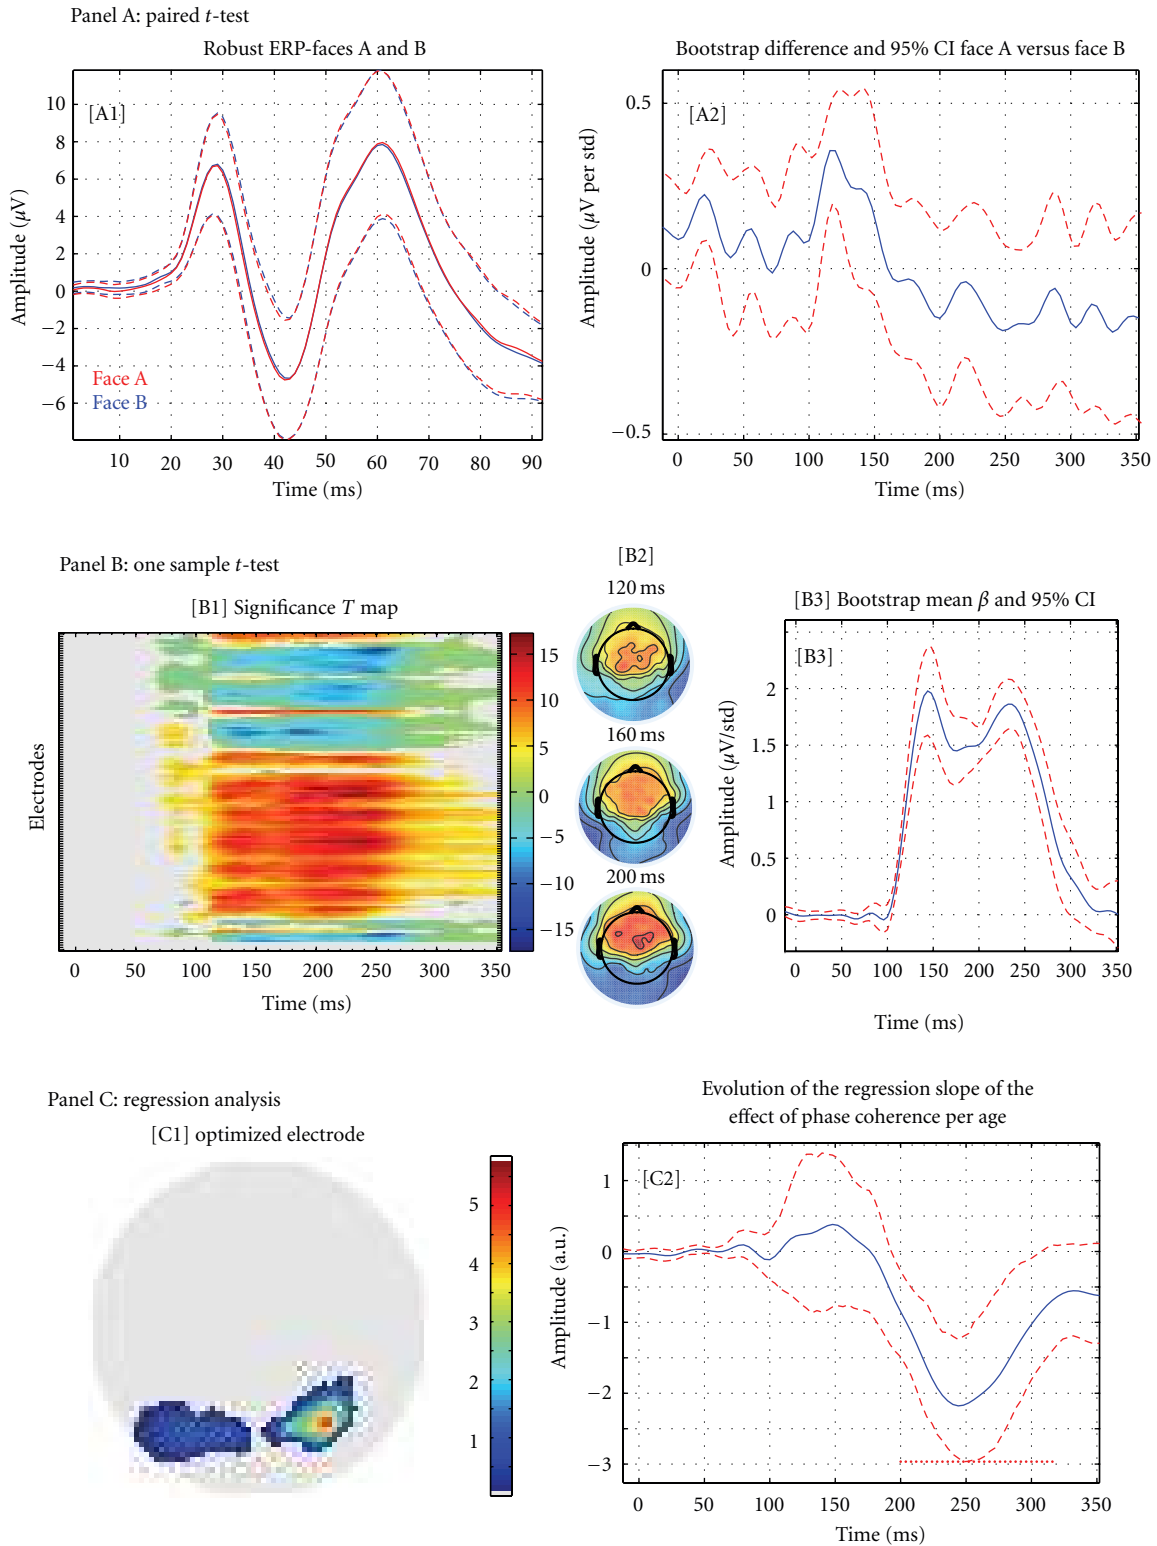 Panel A: paired t-test
Robust ERP-faces A and B
[A1]
Amplitude (μV)
10
8
6
4
2
0
−2
−4
−6
Face A
Face B
10 20 30 40 50 60 70 80 90
Time (ms)
Bootstrap difference and 95% CI face A versus face B
[A2]
Amplitude (μV per std)
0.5
0
−0.5
0 50 100 150 200 250 300 350
Time (ms)
Panel B: one sample t-test
[B1] Significance T map
Electrodes
0 50 100 150 200 250 300 350
Time (ms)
15
10
5
0
−5
−10
−15
[B2]
120 ms
160 ms
200 ms
[B3] Bootstrap mean β and 95% CI
[B3]
Amplitude (μV/std)
2
1.5
1
0.5
0
0 50 100 150 200 250 300 350
Time (ms)
Panel C: regression analysis
[C1] optimized electrode
5
4
3
2
1
Evolution of the regression slope of the
effect of phase coherence per age
[C2]
Amplitude (a.u.)
1
0
−1
−2
−3
0 50 100 150 200 250 300 350
Time (ms)